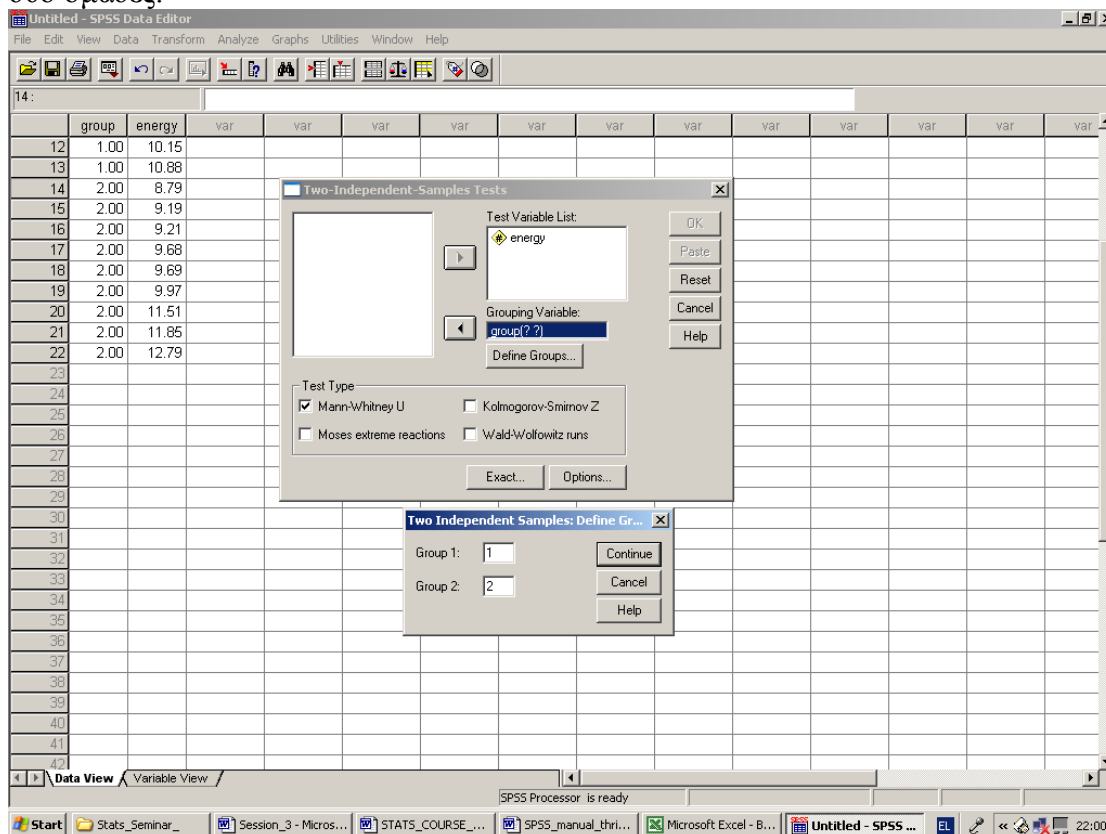 δύο ομάδες.
Untitled - SPSS Data Editor
File Edit View Data Transform Analyze Graphs Utilities Window Help
14 :
group energy var var var var var var var var var var var var
12 1.00 10.15
13 1.00 10.88
14 2.00 8.79
15 2.00 9.19
16 2.00 9.21
17 2.00 9.68
18 2.00 9.69
19 2.00 9.97
20 2.00 11.51
21 2.00 11.85
22 2.00 12.79
23
24
25
26
27
28
29
30
31
32
33
34
35
36
37
38
39
40
41
42
Two-Independent-Samples Tests
Test Variable List:
energy
Grouping Variable:
group(? ?)
Define Groups...
OK
Paste
Reset
Cancel
Help
Test Type
Mann-Whitney U Kolmogorov-Smirnov Z
Moses extreme reactions Wald-Wolfowitz runs
Exact... Options...
Two Independent Samples: Define Gr...
Group 1: 1 Continue
Group 2: 2 Cancel
Help
Data View Variable View
SPSS Processor is ready
Start Stats_Seminar_ Session_3 - Micros... STATS_COURSE_... SPSS_manual_thri... Microsoft Excel - B... Untitled - SPSS ... EL « 22:00